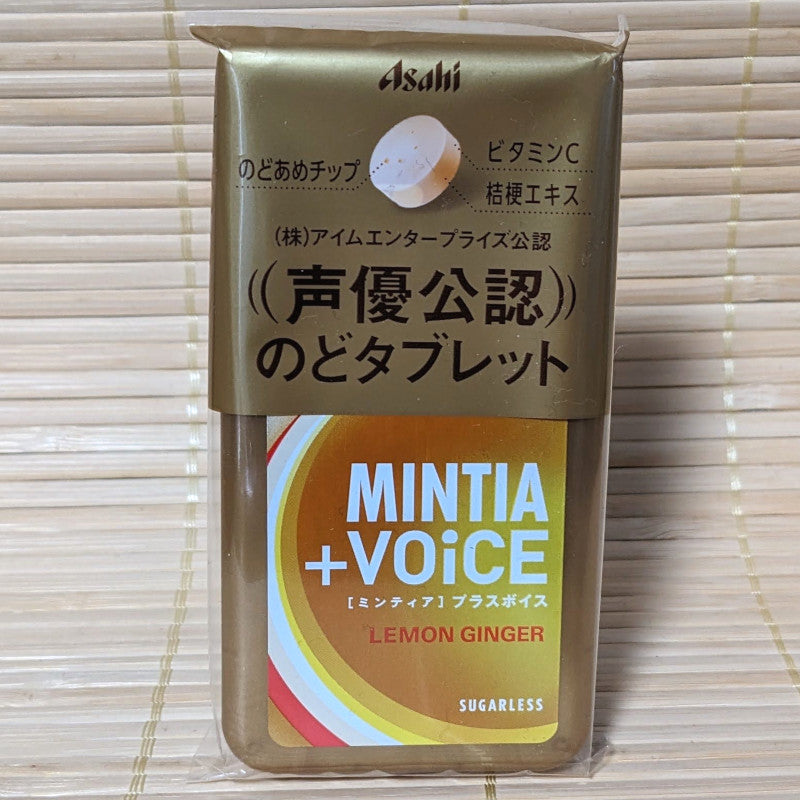 Asahi
のどあめチップ
ビタミンC
桔梗エキス
(株)アイムエンタープライズ公認
((声優公認))
のどタブレット
MINTIA
+VOiCE
[ミンティア]プラスボイス
LEMON GINGER
SUGARLESS